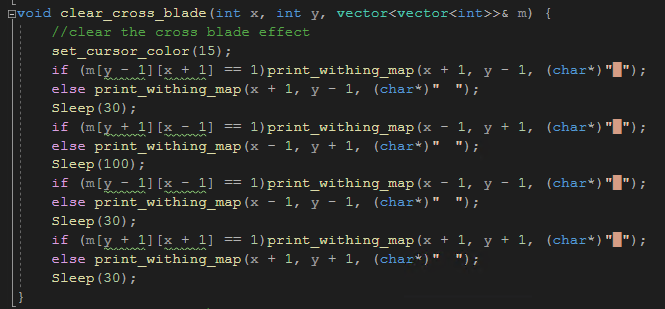 void clear_cross_blade(int x, int y, vector<vector<int>>& m) {
    //clear the cross blade effect
    set_cursor_color(15);
    if (m[y - 1][x + 1] == 1)print_withing_map(x + 1, y - 1, (char*)"█");
    else print_withing_map(x + 1, y - 1, (char*)"  ");
    Sleep(30);
    if (m[y + 1][x - 1] == 1)print_withing_map(x - 1, y + 1, (char*)"█");
    else print_withing_map(x - 1, y + 1, (char*)"  ");
    Sleep(100);
    if (m[y - 1][x - 1] == 1)print_withing_map(x - 1, y - 1, (char*)"█");
    else print_withing_map(x - 1, y - 1, (char*)"  ");
    Sleep(30);
    if (m[y + 1][x + 1] == 1)print_withing_map(x + 1, y + 1, (char*)"█");
    else print_withing_map(x + 1, y + 1, (char*)"  ");
    Sleep(30);
}